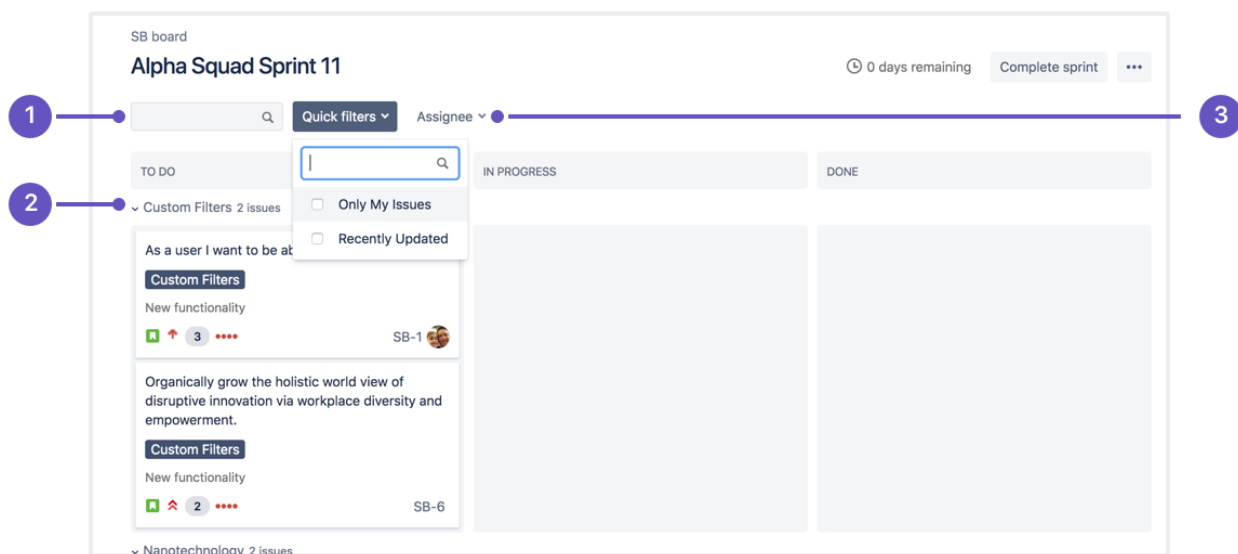 SB board
Alpha Squad Sprint 11
0 days remaining
Complete sprint
1
Quick filters
Assignee
3
TO DO
IN PROGRESS
DONE
2
Custom Filters 2 issues
Only My Issues
Recently Updated
As a user I want to be
Custom Filters
New functionality
3
SB-1
Organically grow the holistic world view of
disruptive innovation via workplace diversity and
empowerment.
Custom Filters
New functionality
2
SB-6
Nanotechnology 2 issues